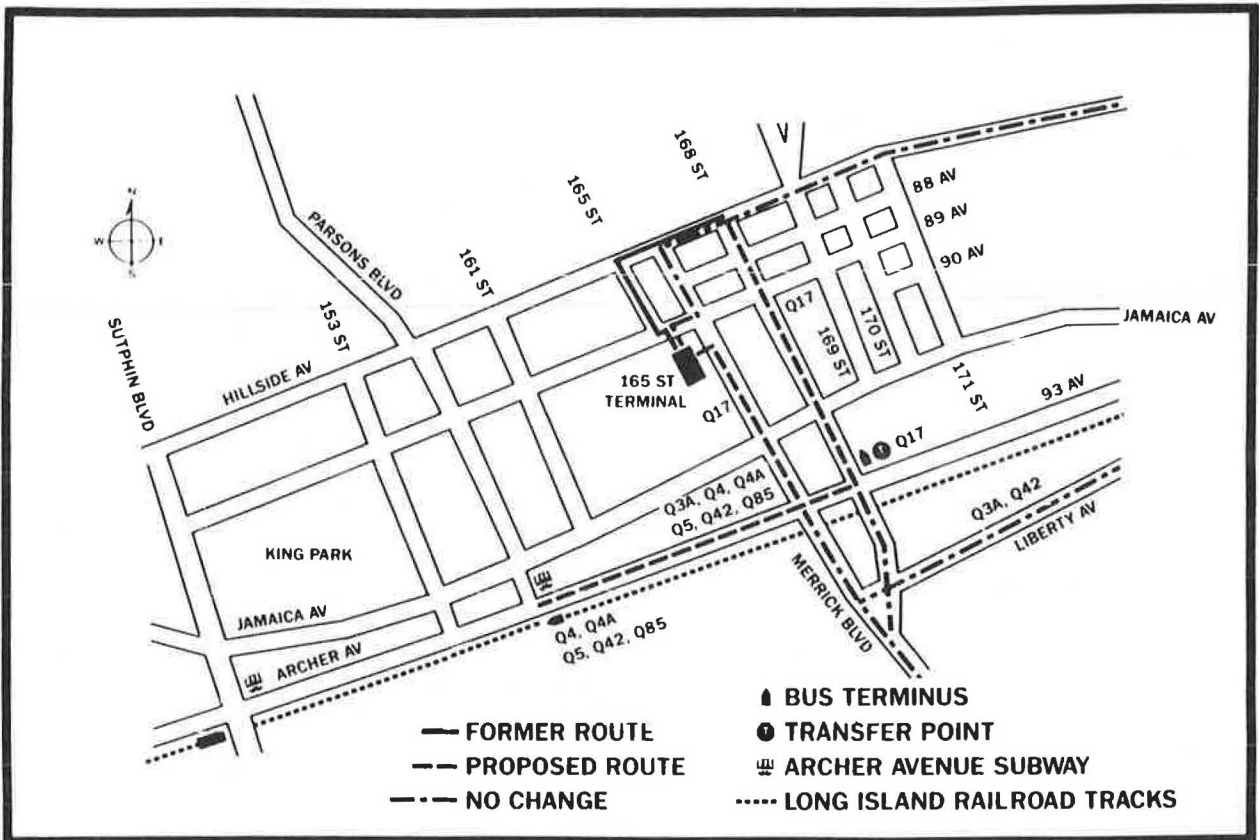 168 ST
165 ST
88 AV
N
89 AV
W E
PARSONS BLVD
90 AV
S
161 ST
153 ST
Q17
JAMAICA AV
SUTPHIN BLVD
170 ST
169 ST
HILLSIDE AV
165 ST
TERMINAL
171 ST
93 AV
Q17
T
Q17
Q3A, Q4, Q4A
Q5, Q42, Q85
Q3A, Q42
LIBERTY AV
KING PARK
MERRICK BLVD
JAMAICA AV
Q4, Q4A
Q5, Q42, Q85
ARCHER AV
BUS TERMINUS
FORMER ROUTE
T TRANSFER POINT
PROPOSED ROUTE
ARCHER AVENUE SUBWAY
NO CHANGE
LONG ISLAND RAILROAD TRACKS